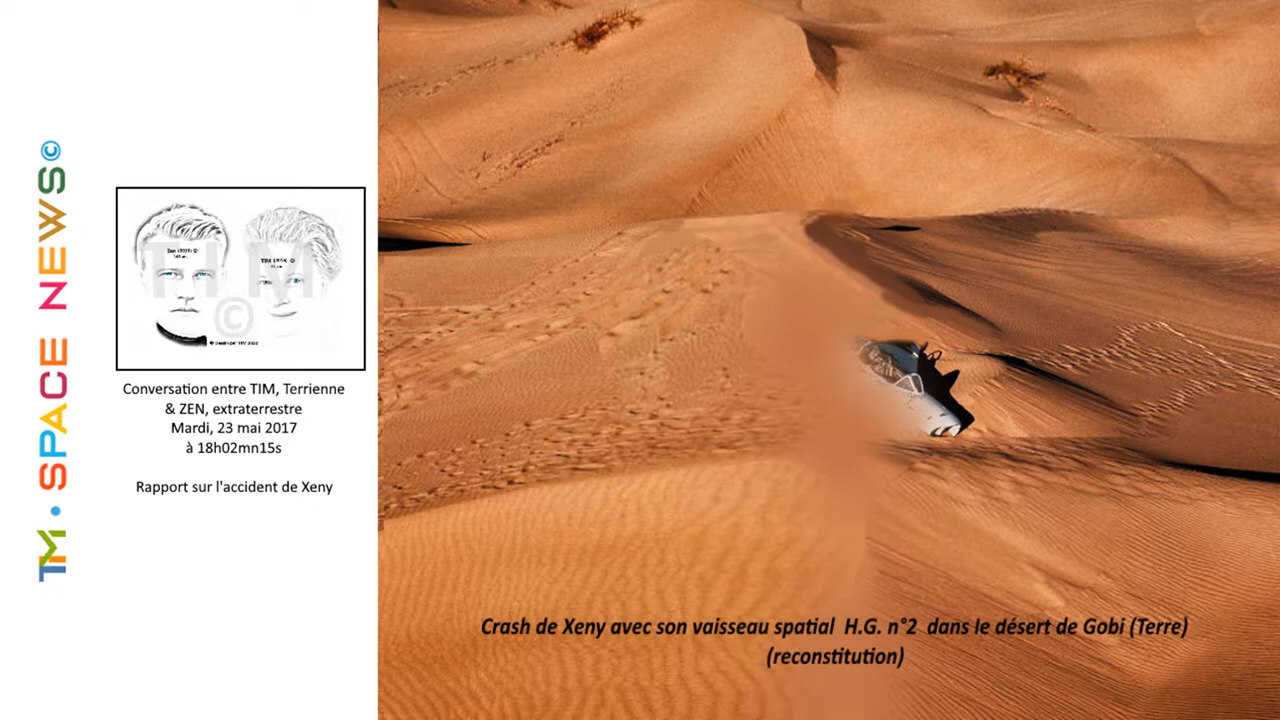 TM • SPACE NEWS©
HM
©
Conversation entre TIM, Terrienne
& ZEN, extraterrestre
Mardi, 23 mai 2017
à 18h02mn15s
Rapport sur l'accident de Xeny
Crash de Xeny avec son vaisseau spatial H.G. n°2 dans le désert de Gobi (Terre)
(reconstitution)